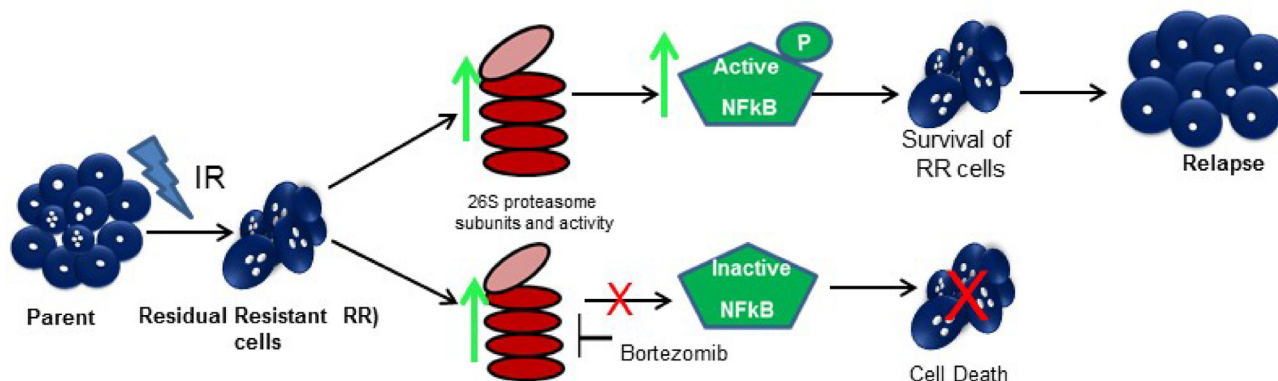 P
Active
NFkB
IR
Survival of
RR cells
Relapse
26S proteasome
subunits and activity
Parent
Residual Resistant RR)
cells
Inactive
NFkB
X
Bortezomib
X
Cell Death